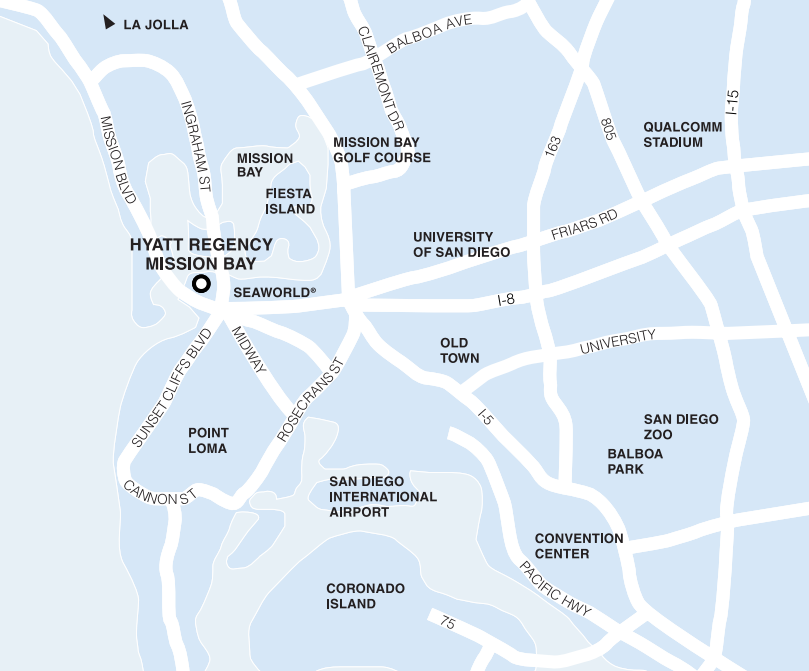 LA JOLLA
BALBOA AVE
CLAIREMONT DR
I-15
INGRAHAM ST
MISSION BLVD
163
805
QUALCOMM
STADIUM
MISSION BAY
GOLF COURSE
MISSION
BAY
FIESTA
ISLAND
FRIARS RD
UNIVERSITY
OF SAN DIEGO
HYATT REGENCY
MISSION BAY
SEAWORLD®
I-8
MIDWAY
SUNSET CLIFFS BLVD
OLD
TOWN
UNIVERSITY
ROSECRANS ST
I-5
POINT
LOMA
SAN DIEGO
ZOO
BALBOA
PARK
CANNON ST
SAN DIEGO
INTERNATIONAL
AIRPORT
CONVENTION
CENTER
PACIFIC HWY
CORONADO
ISLAND
75